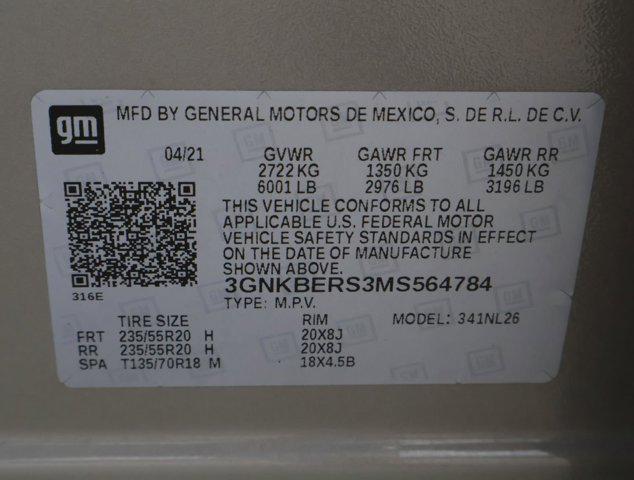 gm
MFD BY GENERAL MOTORS DE MEXICO, S. DE R.L. DE C.V.
04/21 GVWR GAWR FRT GAWR RR
2722 KG 1350 KG 1450 KG
6001 LB 2976 LB 3196 LB
THIS VEHICLE CONFORMS TO ALL
APPLICABLE U.S. FEDERAL MOTOR
VEHICLE SAFETY STANDARDS IN EFFECT
ON THE DATE OF MANUFACTURE
SHOWN ABOVE.
316E
3GNKBERS3MS564784
TYPE: M.P.V.
TIRE SIZE RIM MODEL: 341NL26
FRT 235/55R20 H 20X8J
RR 235/55R20 H 20X8J
SPA T135/70R18 M 18X4.5B